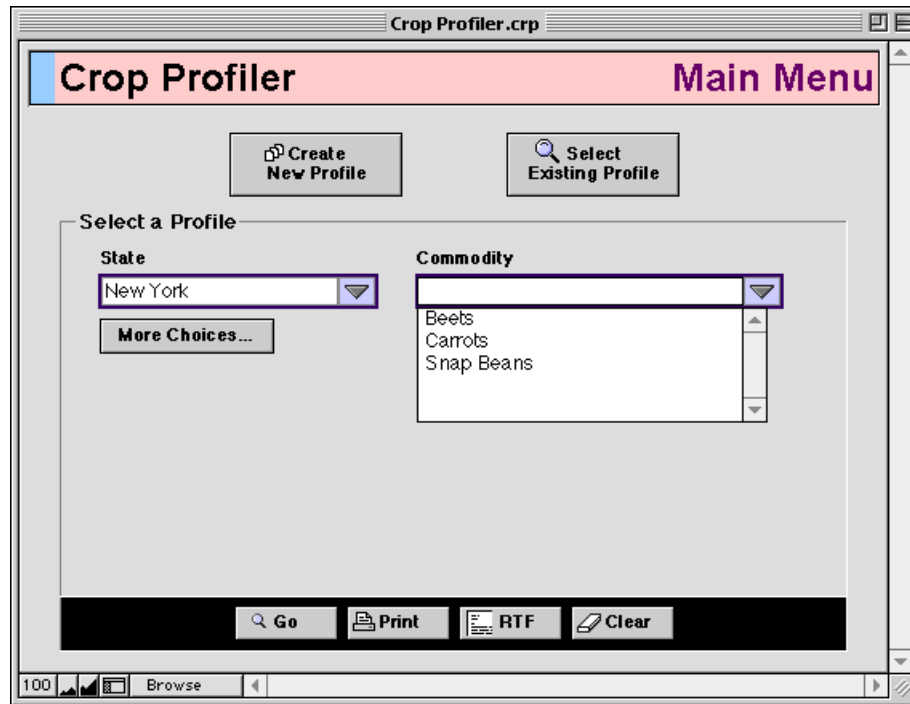 Crop Profiler.crp
Crop Profiler
Main Menu
Create
New Profile
Select
Existing Profile
Select a Profile
State
Commodity
New York
More Choices...
Beets
Carrots
Snap Beans
Go
Print
RTF
Clear
100
Browse